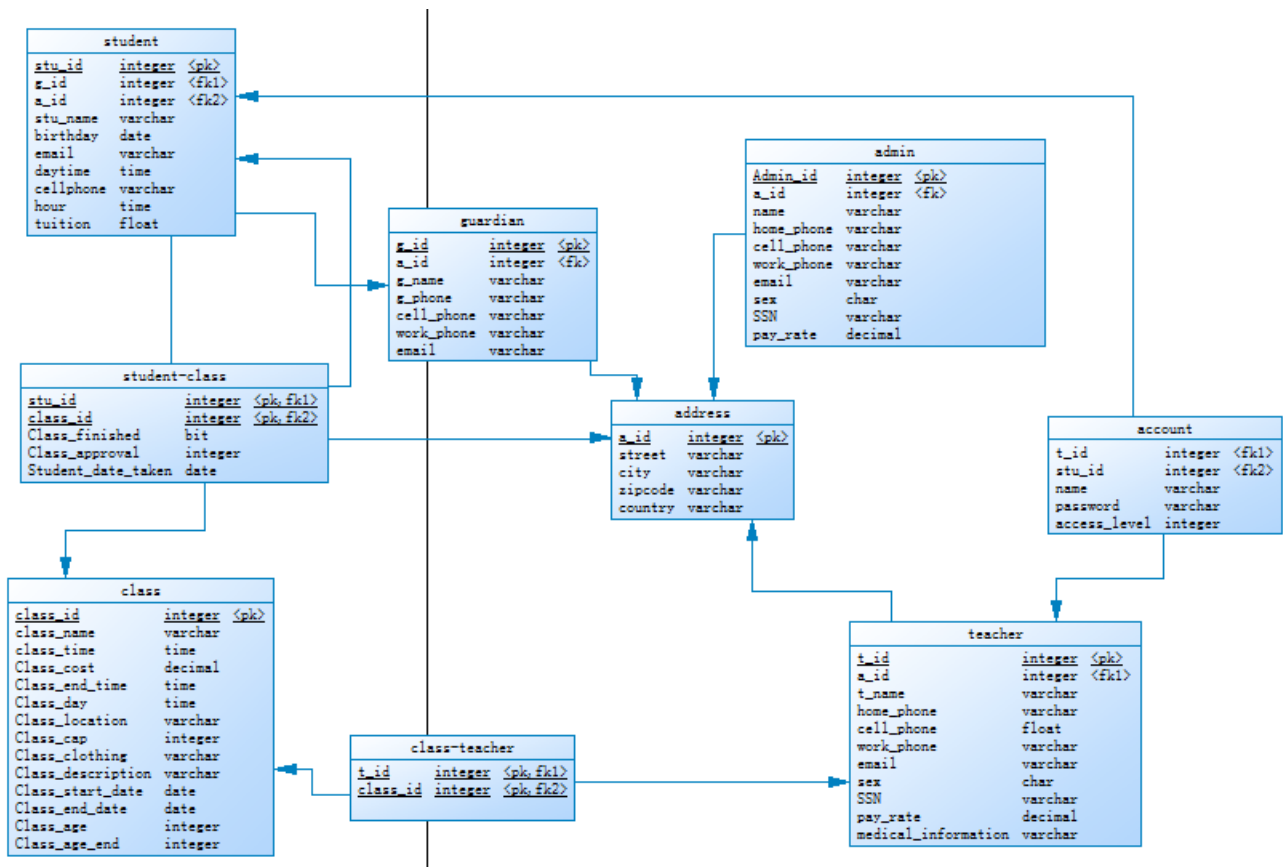 student
stu_id integer <pk>
g_id integer <fk1>
a_id integer <fk2>
stu_name varchar
birthday date
email varchar
daytime time
cellphone varchar
hour time
tuition float
admin
Admin_id integer <pk>
a_id integer <fk>
name varchar
home_phone varchar
cell_phone varchar
work_phone varchar
email varchar
sex char
SSN varchar
pay_rate decimal
guardian
g_id integer <pk>
a_id integer <fk>
g_name varchar
g_phone varchar
cell_phone varchar
work_phone varchar
email varchar
student-class
stu_id integer <pk,fk1>
class_id integer <pk,fk2>
Class_finished bit
Class_approval integer
Student_date_taken date
address
a_id integer <pk>
street varchar
city varchar
zipcode varchar
country varchar
account
t_id integer <fk1>
stu_id integer <fk2>
name varchar
password varchar
access_level integer
class
class_id integer <pk>
class_name varchar
class_time time
Class_cost decimal
Class_end_time time
Class_day time
Class_location varchar
Class_cap integer
Class_clothing varchar
Class_description varchar
Class_start_date date
Class_end_date date
Class_age integer
Class_age_end integer
class-teacher
t_id integer <pk,fk1>
class_id integer <pk,fk2>
teacher
t_id integer <pk>
a_id integer <fk1>
t_name varchar
home_phone varchar
cell_phone float
work_phone varchar
email varchar
sex char
SSN varchar
pay_rate decimal
medical_information varchar